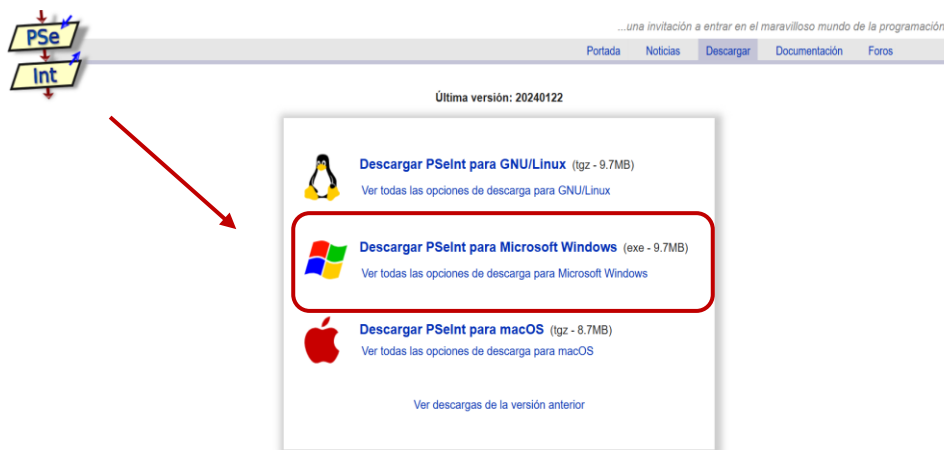 PSe
Int
...una invitación a entrar en el maravilloso mundo de la programación
Portada Noticias Descargar Documentación Foros
Última versión: 20240122
Descargar PSeInt para GNU/Linux (tgz - 9.7MB)
Ver todas las opciones de descarga para GNU/Linux
Descargar PSeInt para Microsoft Windows (exe - 9.7MB)
Ver todas las opciones de descarga para Microsoft Windows
Descargar PSeInt para macOS (tgz - 8.7MB)
Ver todas las opciones de descarga para macOS
Ver descargas de la versión anterior